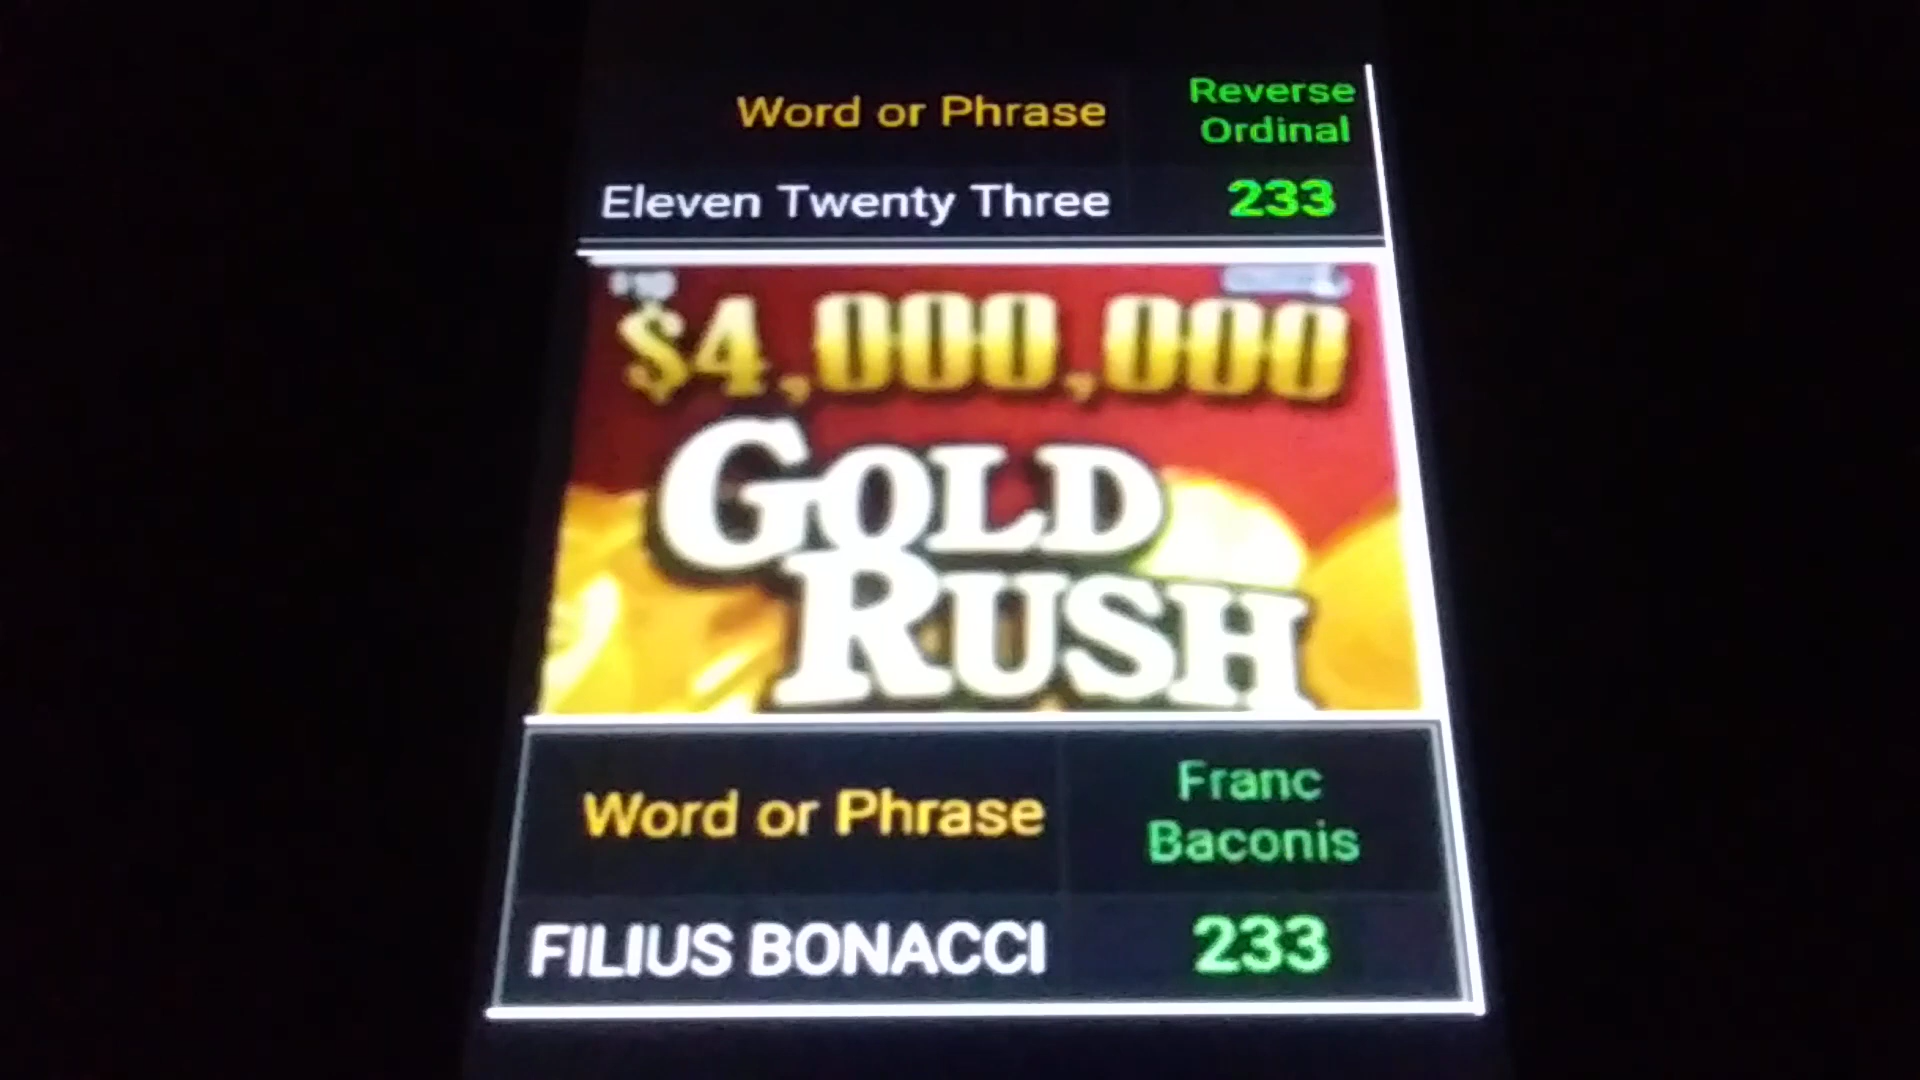 Word or Phrase
Reverse
Ordinal
Eleven Twenty Three
233
$4,000,000
GOLD
RUSH
Word or Phrase
Franc
Baconis
FILIUS BONACCI
233